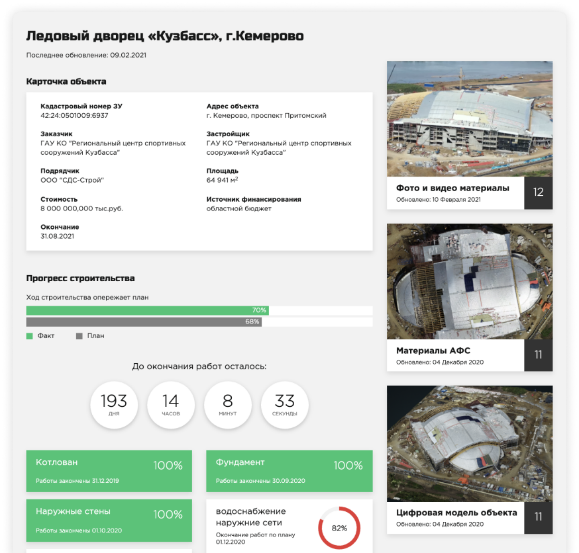 Ледовый дворец «Кузбасс», г.Кемерово
Последнее обновление: 09.02.2021
Карточка объекта
Кадастровый номер ЗУ
42:24:0501009:6937
Адрес объекта
г. Кемерово, проспект Притомский
Заказчик
ГАУ КО "Региональный центр спортивных
сооружений Кузбасса"
Застройщик
ГАУ КО "Региональный центр спортивных
сооружений Кузбасса"
Подрядчик
ООО "СДС-Строй"
Площадь
64 941 м²
Стоимость
8 000 000,000 тыс.руб.
Источник финансирования
областной бюджет
Окончание
31.08.2021
Прогресс строительства
Ход строительства опережает план
70%
68%
Факт
План
До окончания работ осталось:
193
ДНЯ
14
ЧАСОВ
8
МИНУТ
33
СЕКУНДЫ
Котлован
100%
Работы закончены 31.12.2019
Фундамент
100%
Работы закончены 30.09.2020
Наружные стены
100%
Работы закончены 01.10.2020
водоснабжение
наружние сети
Окончание работ по плану
01.12.2020
82%
Фото и видео материалы
Обновлено: 10 Февраля 2021
12
Материалы АФС
Обновлено: 04 Декабря 2020
11
Цифровая модель объекта
Обновлено: 04 Декабря 2020
11